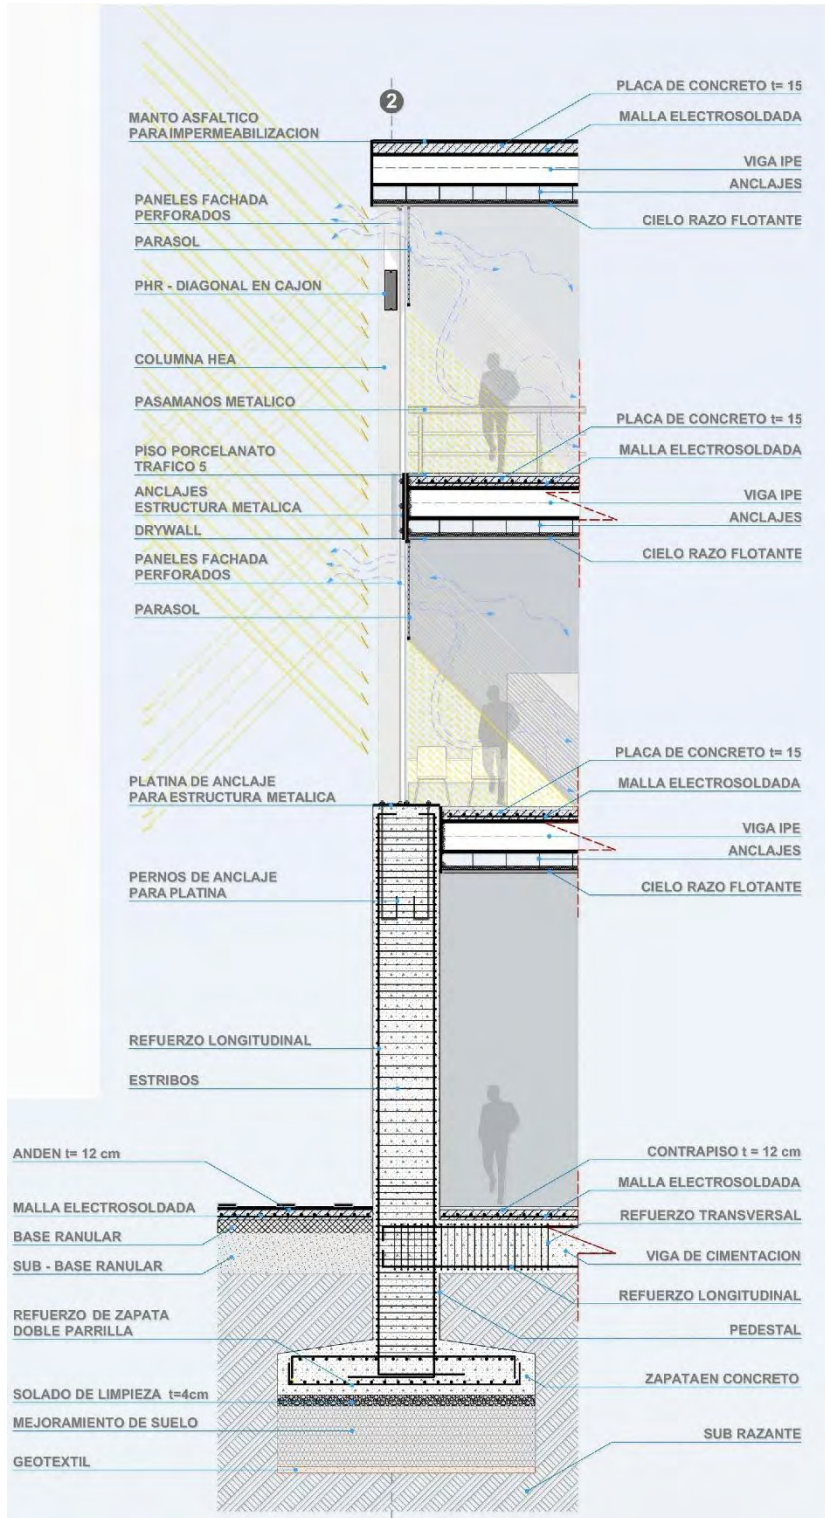 2
MANTO ASFALTICO
PARA IMPERMEABILIZACION
PANELES FACHADA
PERFORADOS
PARASOL
PHR - DIAGONAL EN CAJON
COLUMNA HEA
PASAMANOS METALICO
PISO PORCELANATO
TRAFICO 5
ANCLAJES
ESTRUCTURA METALICA
DRYWALL
PANELES FACHADA
PERFORADOS
PARASOL
PLATINA DE ANCLAJE
PARA ESTRUCTURA METALICA
PERNOS DE ANCLAJE
PARA PLATINA
REFUERZO LONGITUDINAL
ESTRIBOS
ANDEN t= 12 cm
MALLA ELECTROSOLDADA
BASE RANULAR
SUB - BASE RANULAR
REFUERZO DE ZAPATA
DOBLE PARRILLA
SOLADO DE LIMPIEZA t=4cm
MEJORAMIENTO DE SUELO
GEOTEXTIL
PLACA DE CONCRETO t= 15
MALLA ELECTROSOLDADA
VIGA IPE
ANCLAJES
CIELO RAZO FLOTANTE
PLACA DE CONCRETO t= 15
MALLA ELECTROSOLDADA
VIGA IPE
ANCLAJES
CIELO RAZO FLOTANTE
PLACA DE CONCRETO t= 15
MALLA ELECTROSOLDADA
VIGA IPE
ANCLAJES
CIELO RAZO FLOTANTE
CONTRAPISO t = 12 cm
MALLA ELECTROSOLDADA
REFUERZO TRANSVERSAL
VIGA DE CIMENTACION
REFUERZO LONGITUDINAL
PEDESTAL
ZAPATA EN CONCRETO
SUB RAZANTE